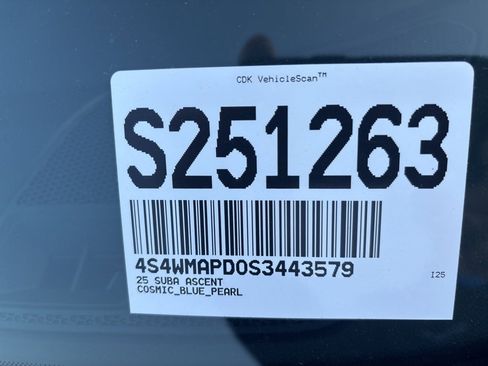 CDK VehicleScan™
S251263
4S4WMAPD0S3443579
25 SUBA ASCENT
COSMIC_BLUE_PEARL
I25